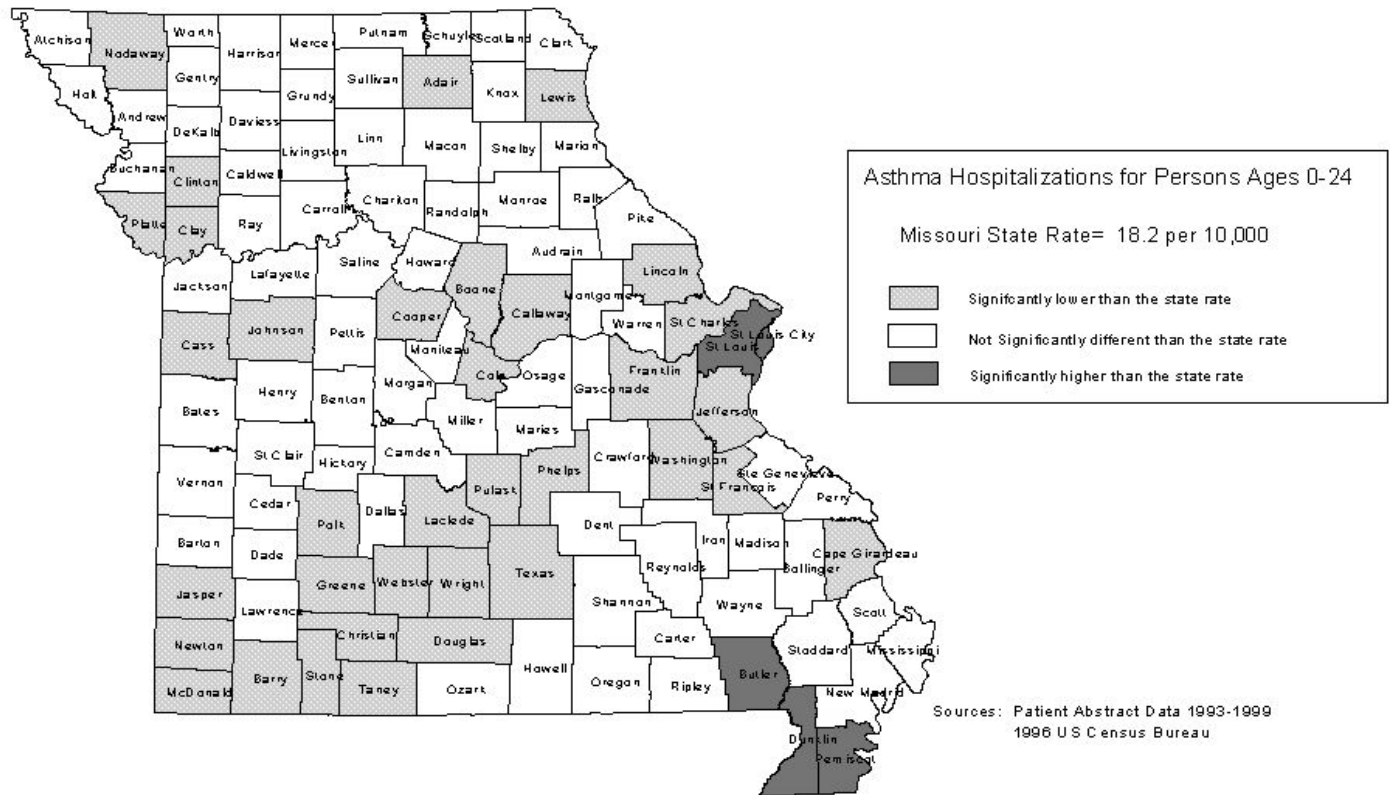 Atchison
Nodaway
Worth
Harrison
Mercer
Putnam
Schuyler
Scotland
Clark
Holt
Gentry
Grundy
Sullivan
Adair
Knox
Lewis
Andrew
DeKalb
Daviess
Livingston
Linn
Macon
Shelby
Marion
Buchanan
Clinton
Caldwell
Carroll
Chariton
Randolph
Monroe
Ralls
Pike
Platte
Clay
Ray
Audrain
Jackson
Lafayette
Saline
Howard
Boone
Callaway
Montgomery
Lincoln
Warren
St Charles
St Louis City
St Louis
Cass
Johnson
Pettis
Cooper
Moniteau
Cole
Osage
Gasconade
Franklin
Jefferson
Bates
Henry
Benton
Morgan
Miller
Maries
St Clair
Hickory
Camden
Pulask
Phelps
Crawford
Washington
St Francois
Ste Genevieve
Perry
Vernon
Cedar
Polk
Dallas
Laclede
Dent
Iron
Madison
Bollinger
Cape Girardeau
Barton
Dade
Greene
Webster
Wright
Texas
Reynolds
Jasper
Lawrence
Shannon
Wayne
Scott
Newton
Christian
Douglas
Carter
Stoddard
Mississippi
McDonald
Barry
Stone
Taney
Ozark
Howell
Oregon
Ripley
Butler
New Madrid
Dunklin
Pemiscot
Asthma Hospitalizations for Persons Ages 0-24
Missouri State Rate= 18.2 per 10,000
Signifcantly lower than the state rate
Not Significantly different than the state rate
Significantly higher than the state rate
Sources: Patient Abstract Data 1993-1999
1996 US Census Bureau